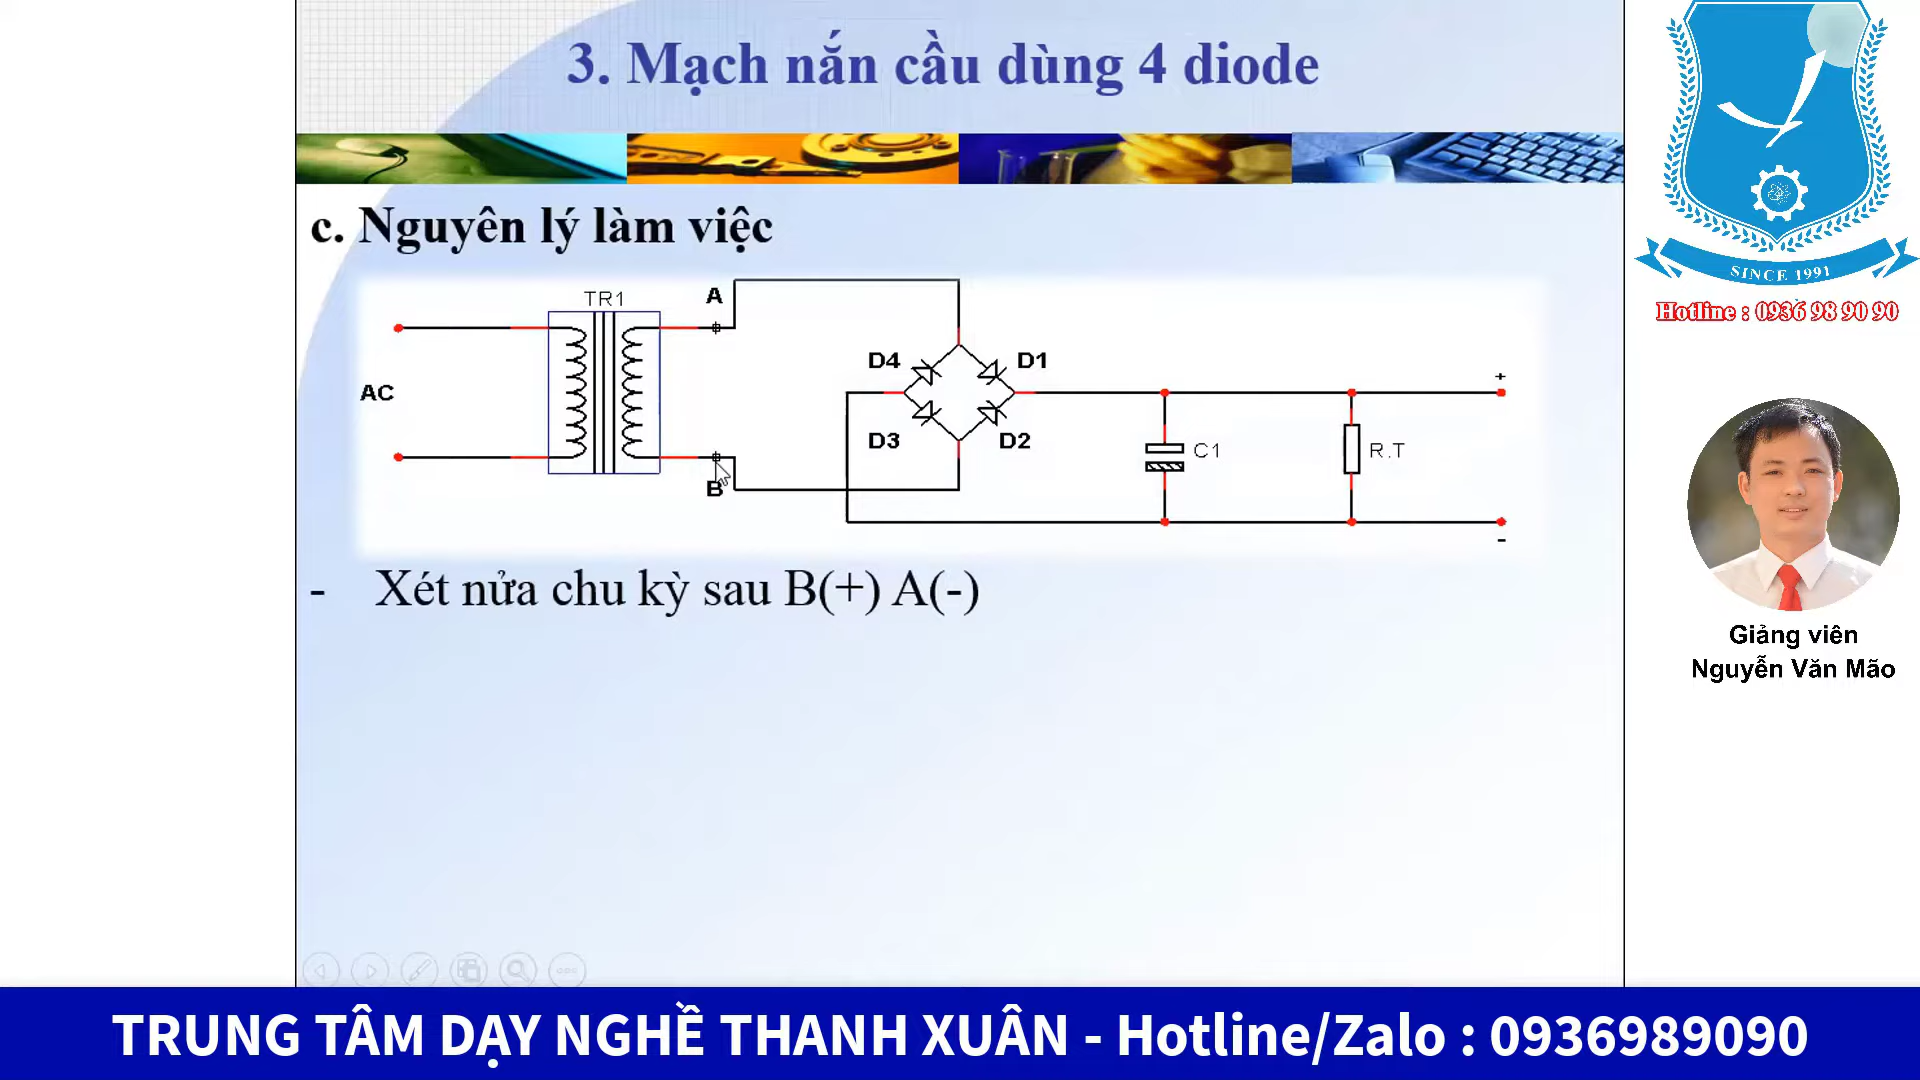 3. Mạch nắn cầu dùng 4 diode
SINCE 1991
Hotline : 0936 98 90 90
c. Nguyên lý làm việc
TR1
A
AC
B
D4
D1
D3
D2
C1
R.T
+
-
- Xét nửa chu kỳ sau B(+) A(-)
Giảng viên
Nguyễn Văn Mão
TRUNG TÂM DẠY NGHỀ THANH XUÂN - Hotline/Zalo : 0936989090